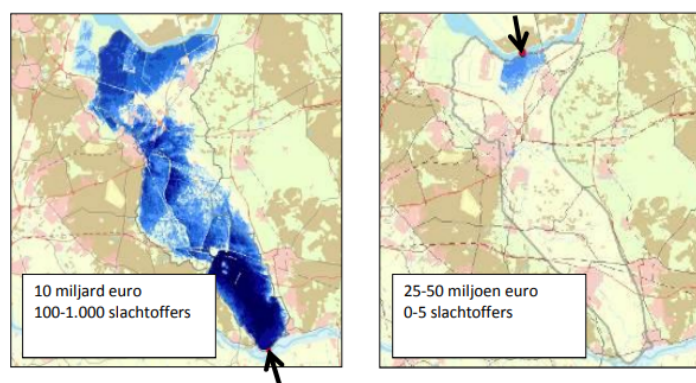 10 miljard euro
100-1.000 slachtoffers
25-50 miljoen euro
0-5 slachtoffers